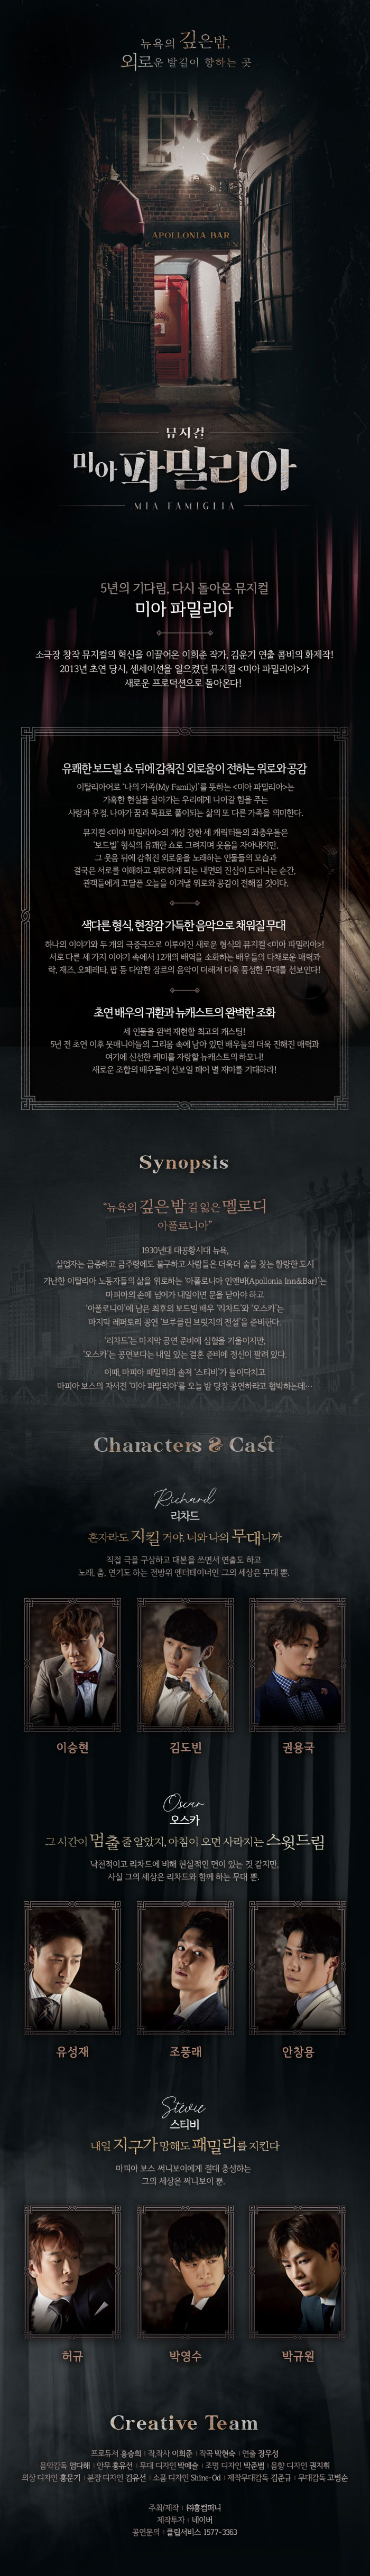 뉴욕의 깊은밤,
외로운 발길이 향하는 곳
APOLLONIA BAR
뮤지컬
미아 파밀리아
MIA FAMIGLIA
5년의 기다림, 다시 돌아온 뮤지컬
미아 파밀리아
소극장 창작 뮤지컬의 혁신을 이끌어온 이희준 작가, 김운기 연출 콤비의 화제작!
2013년 초연 당시, 센세이션을 일으켰던 뮤지컬 <미아 파밀리아>가
새로운 프로덕션으로 돌아온다!
유쾌한 보드빌 쇼 뒤에 감춰진 외로움이 전하는 위로와 공감
이탈리아어로 '나의 가족(My Family)'을 뜻하는 <미아 파밀리아>는
가혹한 현실을 살아가는 우리에게 나아갈 힘을 주는
사랑과 우정, 나아가 꿈과 목표로 풀이되는 삶의 또 다른 가족을 의미한다.
뮤지컬 <미아 파밀리아>의 개성 강한 세 캐릭터들의 좌충우돌은
'보드빌' 형식의 유쾌한 쇼로 그려지며 웃음을 자아내지만,
그 웃음 뒤에 감춰진 외로움을 노래하는 인물들의 모습과
결국은 서로를 이해하고 위로하게 되는 내면의 진심이 드러나는 순간,
관객들에게 고달픈 오늘을 이겨낼 위로와 공감이 전해질 것이다.
색다른 형식, 현장감 가득한 음악으로 채워질 무대
하나의 이야기와 두 개의 극중극으로 이루어진 새로운 형식의 뮤지컬 <미아 파밀리아>!
서로 다른 세 가지 이야기 속에서 12개의 배역을 소화하는 배우들의 다채로운 매력과
락, 재즈, 오페레타, 팝 등 다양한 장르의 음악이 더해져 더욱 풍성한 무대를 선보인다!
초연 배우의 귀환과 뉴캐스트의 완벽한 조화
세 인물을 완벽 재현할 최고의 캐스팅!
5년 전 초연 이후 뭇매니아들의 그리움 속에 남아 있던 배우들의 더욱 진해진 매력과
여기에 신선한 케미를 자랑할 뉴캐스트의 하모니!
새로운 조합의 배우들이 선보일 페어 별 재미를 기대하라!
Synopsis
"뉴욕의 깊은 밤 길 잃은 멜로디
아폴로니아"
1930년대 대공황시대 뉴욕,
실업자는 급증하고 금주령에도 불구하고 사람들은 더욱더 술을 찾는 황량한 도시
가난한 이탈리아 노동자들의 삶을 위로하는 '아폴로니아 인앤바(Apollonia Inn&Bar)'는
마피아의 손에 넘어가 내일이면 문을 닫아야 하고
'아폴로니아'에 남은 최후의 보드빌 배우 '리차드'와 '오스카'는
마지막 레퍼토리 공연 '브루클린 브릿지의 전설'을 준비한다.
'리차드'는 마지막 공연 준비에 심혈을 기울이지만,
'오스카'는 공연보다는 내일 있는 결혼 준비에 정신이 팔려 있다.
이때, 마피아 패밀리의 솔져 '스티비'가 들이닥치고
마피아 보스의 자서전 '미아 파밀리아'를 오늘 밤 당장 공연하라고 협박하는데…
Characters & Cast
Richard
리차드
혼자라도 지킬 거야. 너와 나의 무대니까
직접 극을 구상하고 대본을 쓰면서 연출도 하고
노래, 춤, 연기도 하는 전방위 엔터테이너인 그의 세상은 무대 뿐.
이승현
김도빈
권용국
Oscar
오스카
그 시간이 멈출 줄 알았지, 아침이 오면 사라지는 스윗드림
낙천적이고 리차드에 비해 현실적인 면이 있는 것 같지만,
사실 그의 세상은 리차드와 함께 하는 무대 뿐.
유성재
조풍래
안창용
Stevie
스티비
내일 지구가 망해도 패밀리를 지킨다
마피아 보스 써니보이에게 절대 충성하는
그의 세상은 써니보이 뿐.
허규
박영수
박규원
Creative Team
프로듀서 홍승희 | 작,작사 이희준 | 작곡 박현숙 | 연출 장우성
음악감독 엄다해 | 안무 홍유선 | 무대 디자인 박예슬 | 조명 디자인 박준범 | 음향 디자인 권지휘
의상 디자인 홍문기 | 분장 디자인 김유선 | 소품 디자인 Shine-Od | 제작무대감독 김준규 | 무대감독 고병순
주최/제작 | ㈜홍컴퍼니
제작투자 | 네이버
공연문의 | 클립서비스 1577-3363